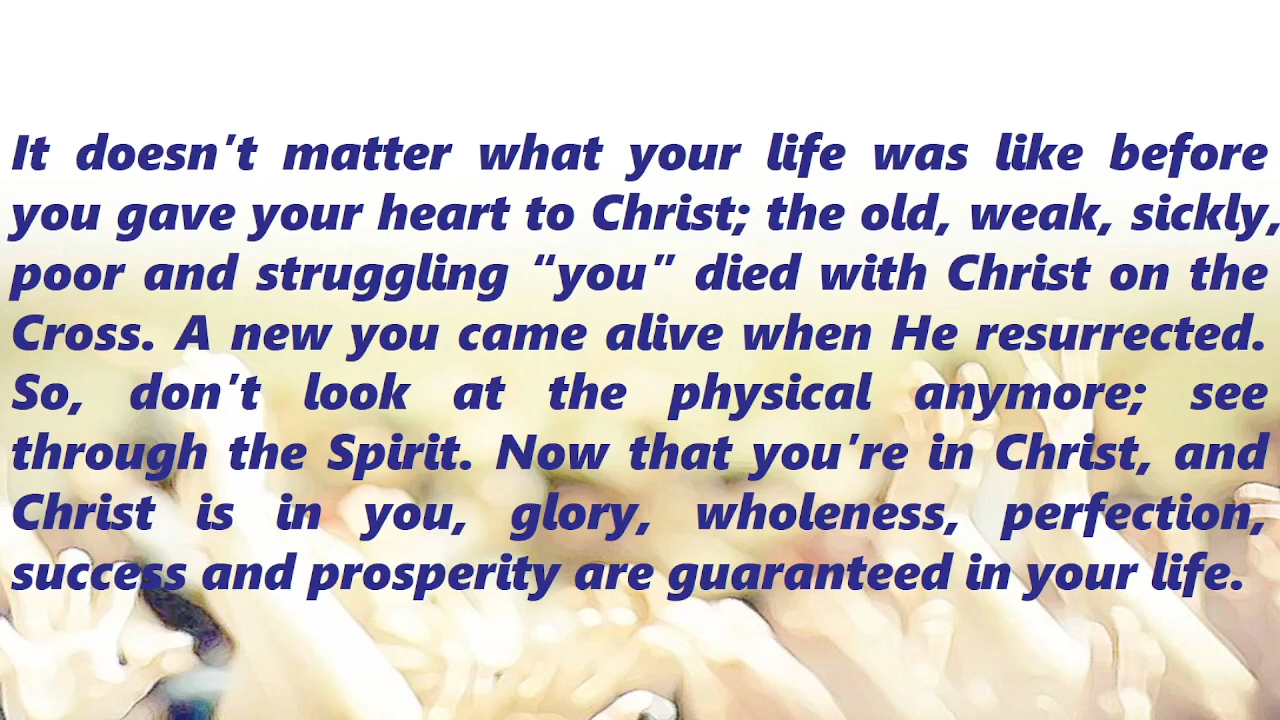 It doesn't matter what your life was like before
you gave your heart to Christ; the old, weak, sickly,
poor and struggling “you” died with Christ on the
Cross. A new you came alive when He resurrected.
So, don't look at the physical anymore; see
through the Spirit. Now that you're in Christ, and
Christ is in you, glory, wholeness, perfection,
success and prosperity are guaranteed in your life.